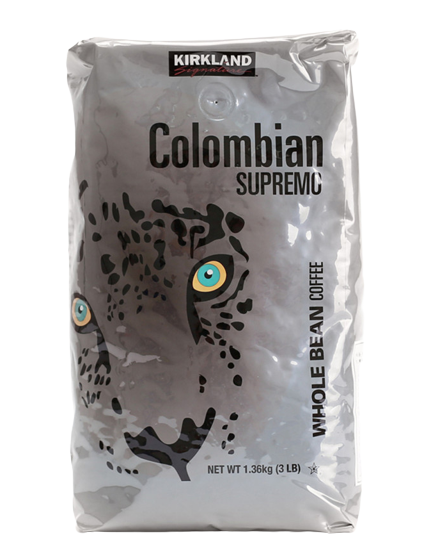 KIRKLAND
Signature
Colombian
SUPREMO
WHOLE BEAN COFFEE
NET WT 1.36kg (3 LB)